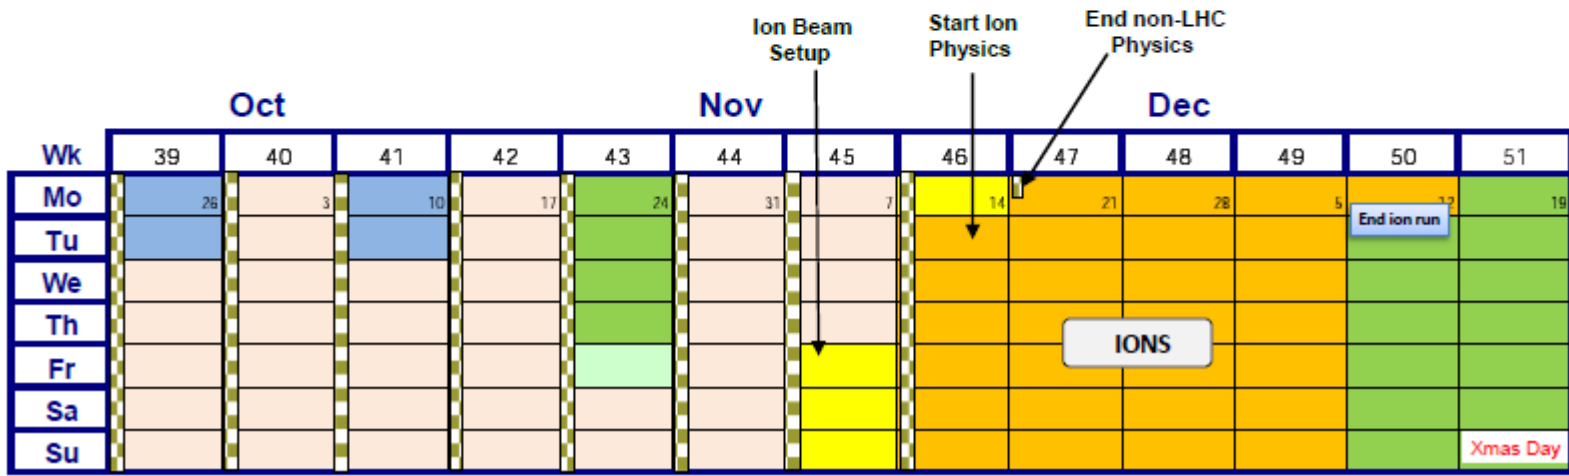 Ion Beam
Setup
Start Ion
Physics
End non-LHC
Physics
Oct Nov Dec
Wk 39 40 41 42 43 44 45 46 47 48 49 50 51
Mo 26 3 10 17 24 31 7 14 21 28 5 12 19
Tu End ion run
We
Th
IONS
Fr
Sa
Su Xmas Day